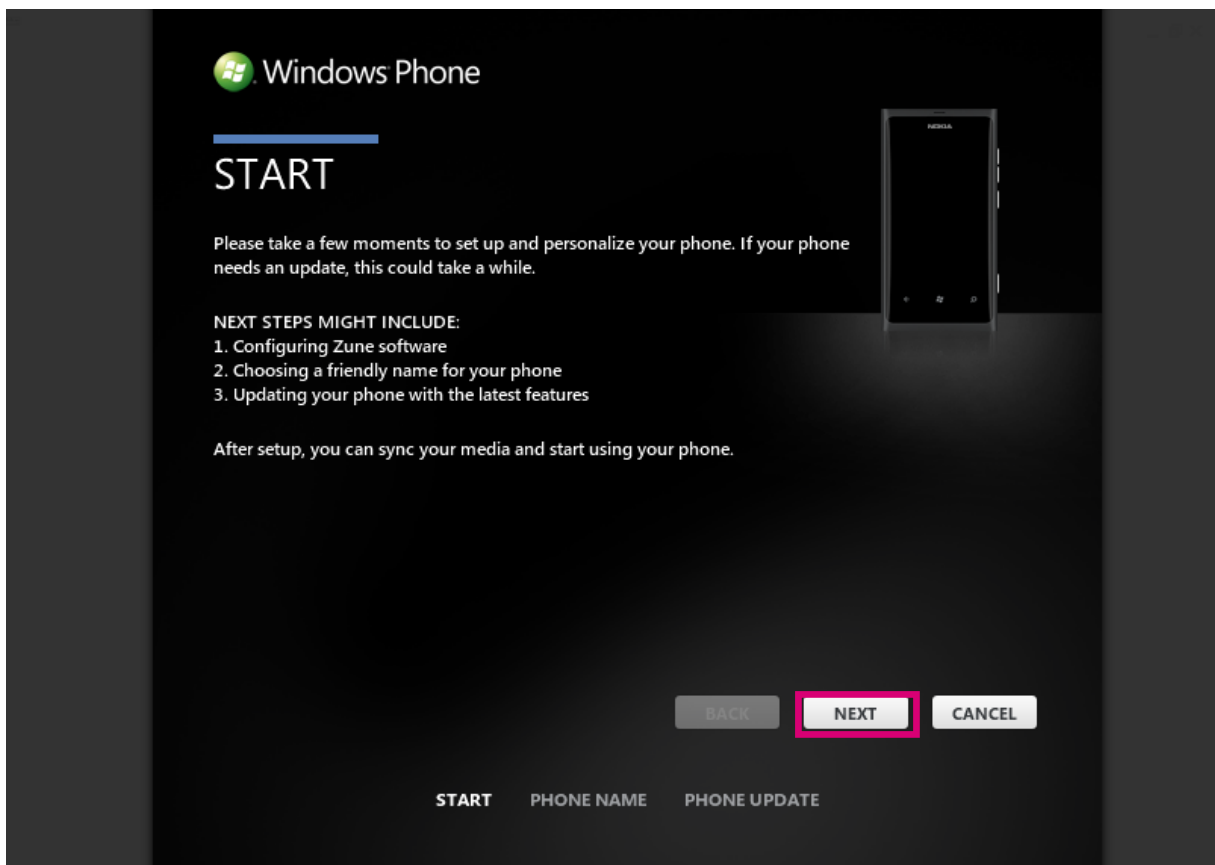 Windows Phone
NOKIA
START
Please take a few moments to set up and personalize your phone. If your phone
needs an update, this could take a while.
NEXT STEPS MIGHT INCLUDE:
1. Configuring Zune software
2. Choosing a friendly name for your phone
3. Updating your phone with the latest features
After setup, you can sync your media and start using your phone.
BACK NEXT CANCEL
START PHONE NAME PHONE UPDATE